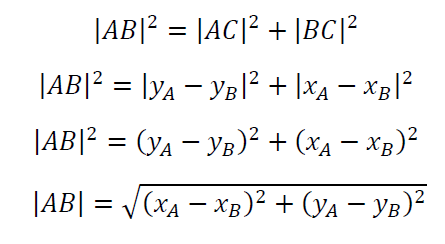 |AB|² = |AC|² + |BC|²
|AB|² = |y_A − y_B|² + |x_A − x_B|²
|AB|² = (y_A − y_B)² + (x_A − x_B)²
|AB| = √((x_A − x_B)² + (y_A − y_B)²)